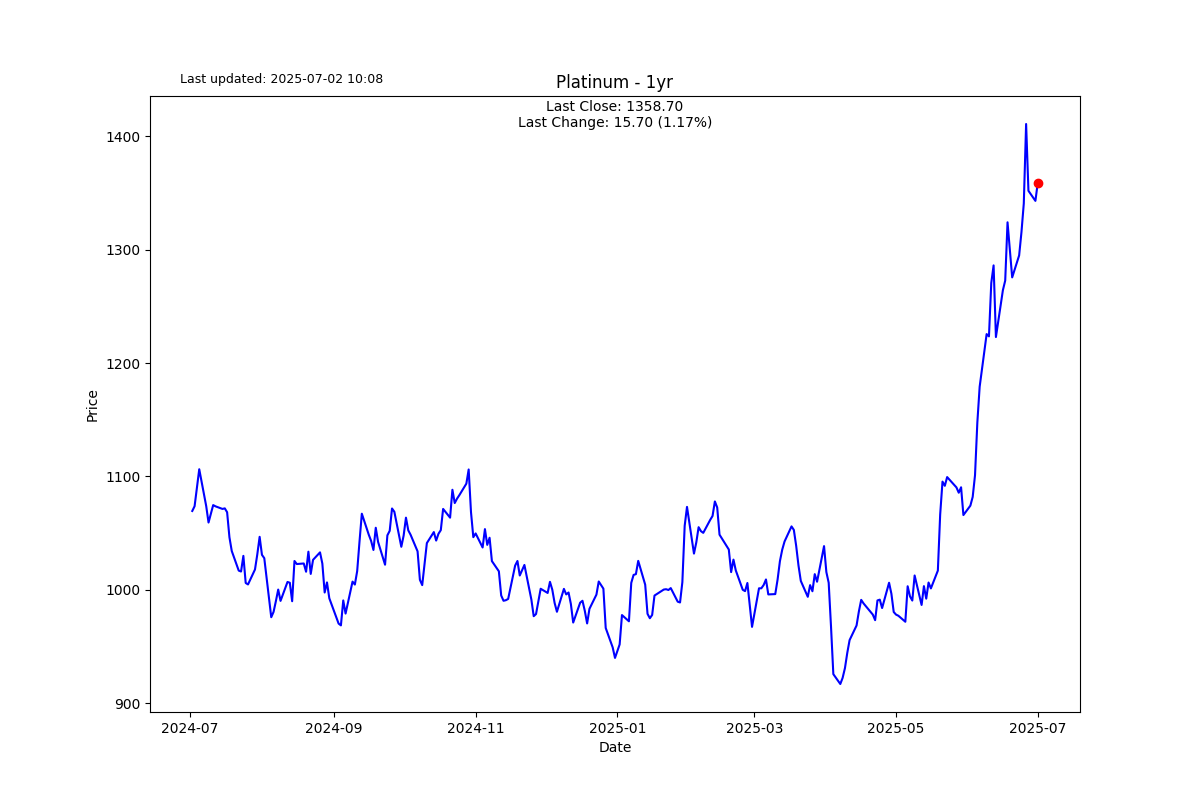 Last updated: 2025-07-02 10:08
Platinum - 1yr
Last Close: 1358.70
Last Change: 15.70 (1.17%)
1400
1300
1200
1100
1000
900
Price
2024-07 2024-09 2024-11 2025-01 2025-03 2025-05 2025-07
Date